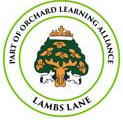 PART OF ORCHARD LEARNING ALLIANCE
LAMBS LANE